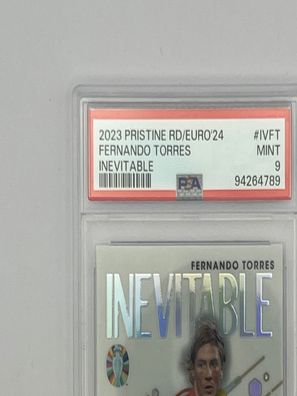 2023 PRISTINE RD/EURO'24 #IVFT
FERNANDO TORRES MINT
INEVITABLE 9
PSA 94264789
FERNANDO TORRES
INEVITABLE